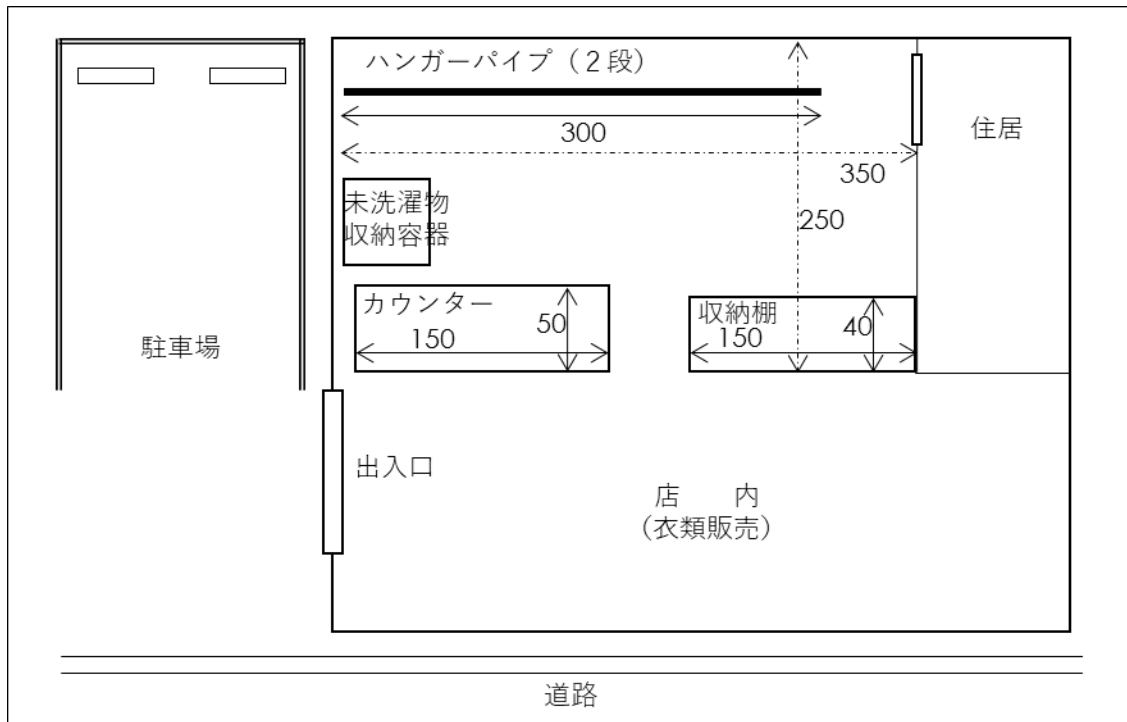 ハンガーパイプ（２段）
300
住居
350
未洗濯物
収納容器
250
カウンター
50
150
収納棚
40
150
駐車場
出入口
店　　内
（衣類販売）
道路